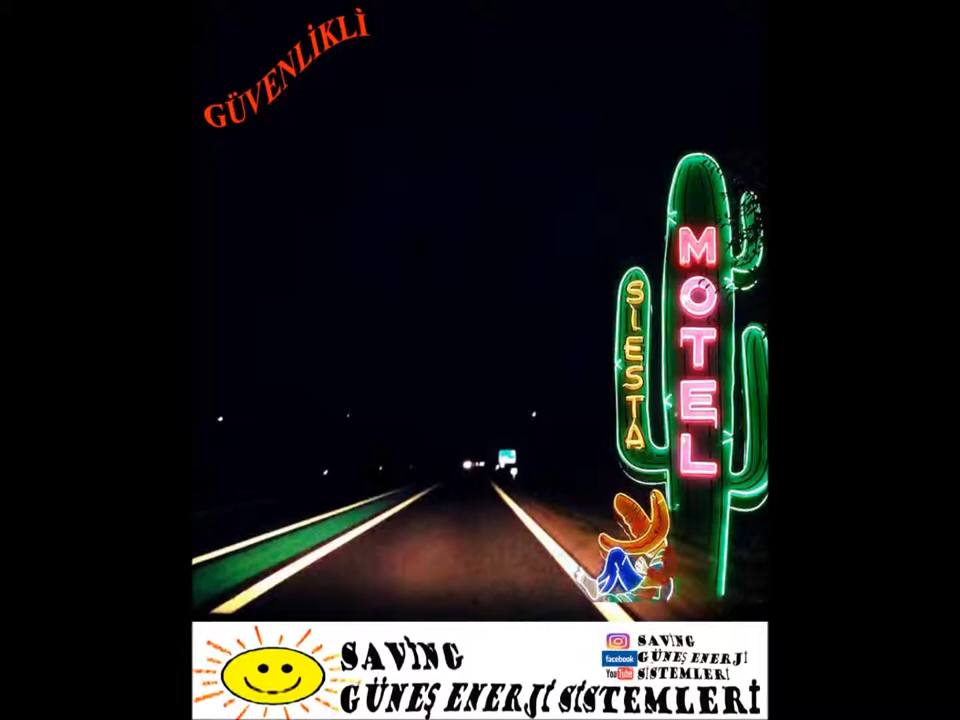 GÜVENLİKLİ
MOTEL
SIESTA
SAVİNG
GÜNEŞ ENERJİ SİSTEMLERİ
facebook
YouTube
SAVİNG
GÜNEŞ ENERJİ
SİSTEMLERİ